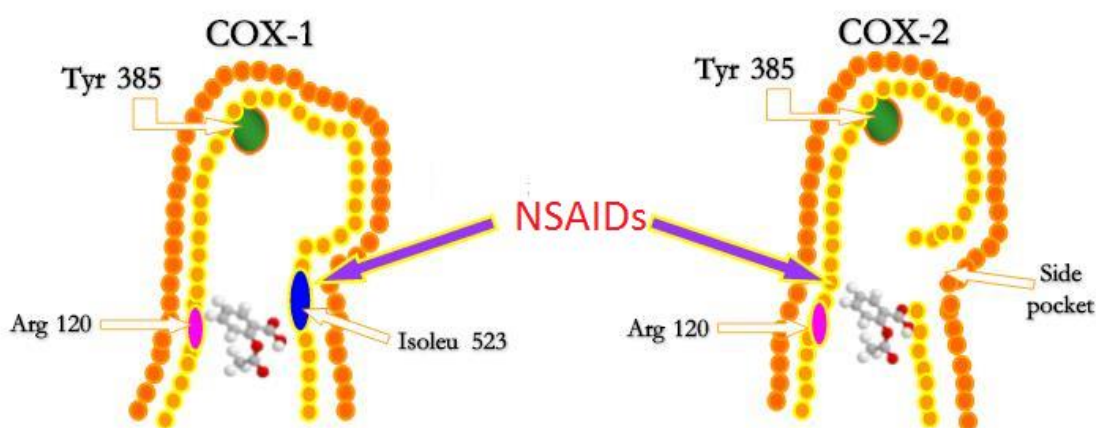 COX-1
COX-2
Tyr 385
Tyr 385
NSAIDs
Arg 120
Isoleu 523
Arg 120
Side
pocket